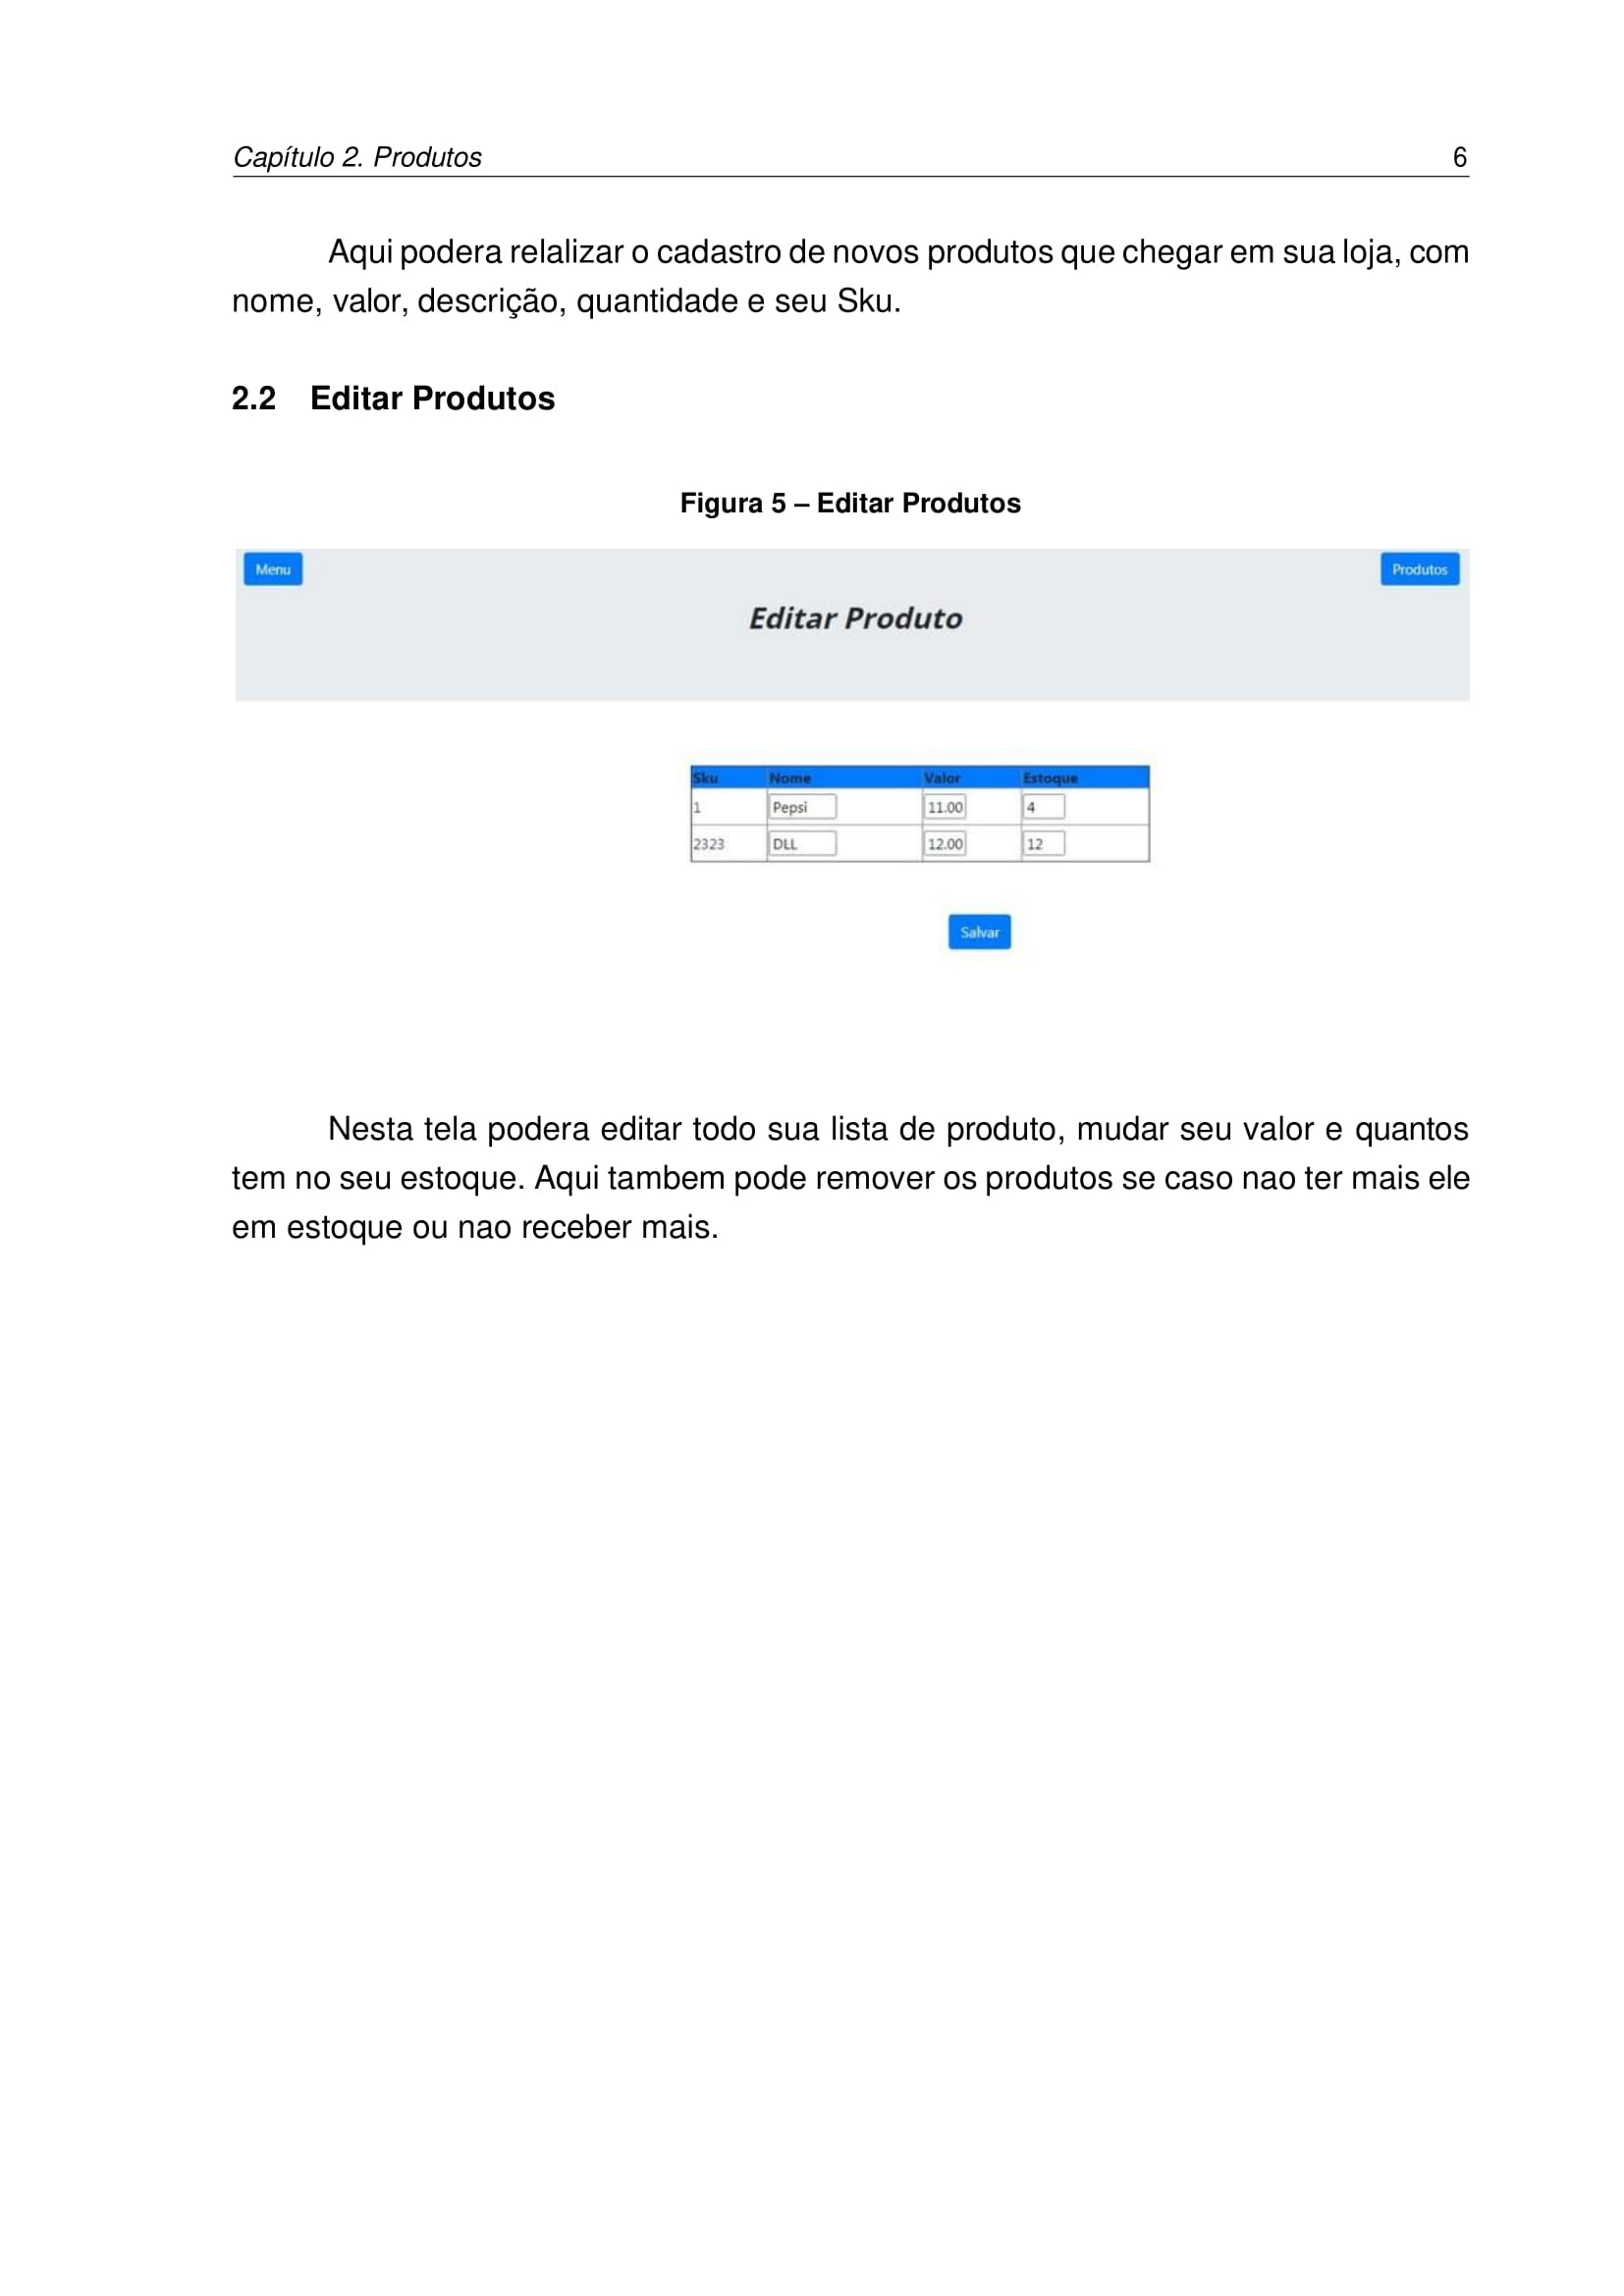 Capítulo 2. Produtos 6
Aqui podera relalizar o cadastro de novos produtos que chegar em sua loja, com
nome, valor, descrição, quantidade e seu Sku.
2.2 Editar Produtos
Figura 5 – Editar Produtos
Menu Produtos
Editar Produto
Sku Nome Valor Estoque
1 Pepsi 11.00 4
2323 DLL 12.00 12
Salvar
Nesta tela podera editar todo sua lista de produto, mudar seu valor e quantos
tem no seu estoque. Aqui tambem pode remover os produtos se caso nao ter mais ele
em estoque ou nao receber mais.